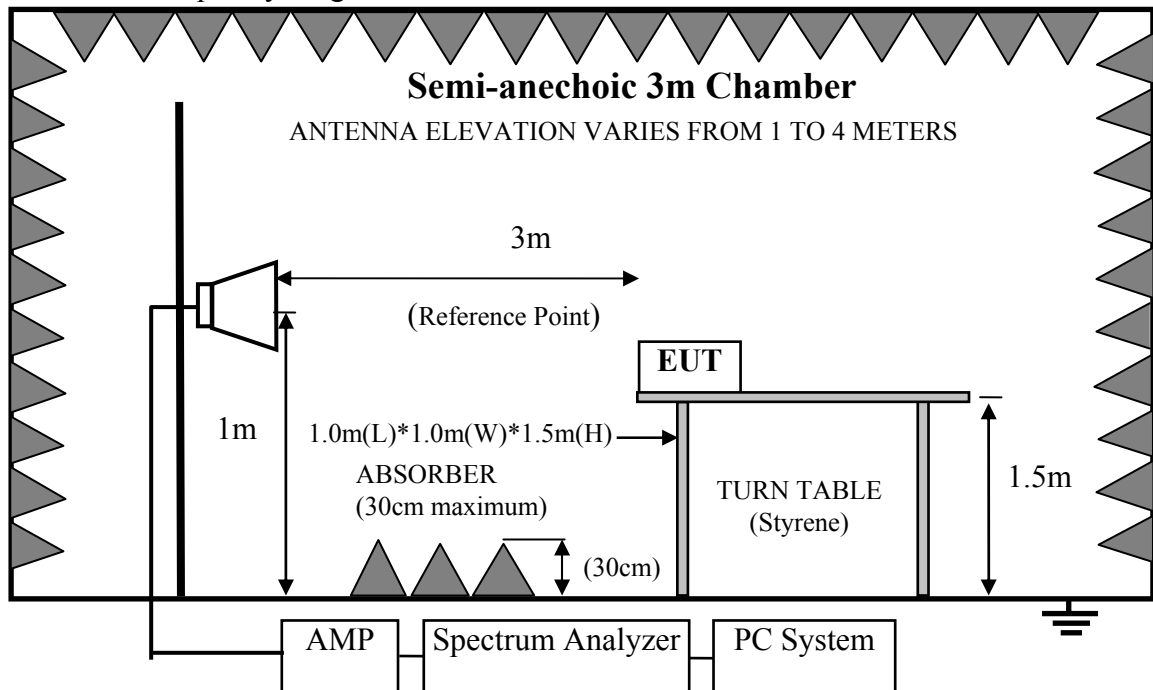 Semi-anechoic 3m Chamber
ANTENNA ELEVATION VARIES FROM 1 TO 4 METERS
3m
(Reference Point)
EUT
1m
1.0m(L)*1.0m(W)*1.5m(H)
ABSORBER
(30cm maximum)
TURN TABLE
(Styrene)
1.5m
(30cm)
AMP
Spectrum Analyzer
PC System